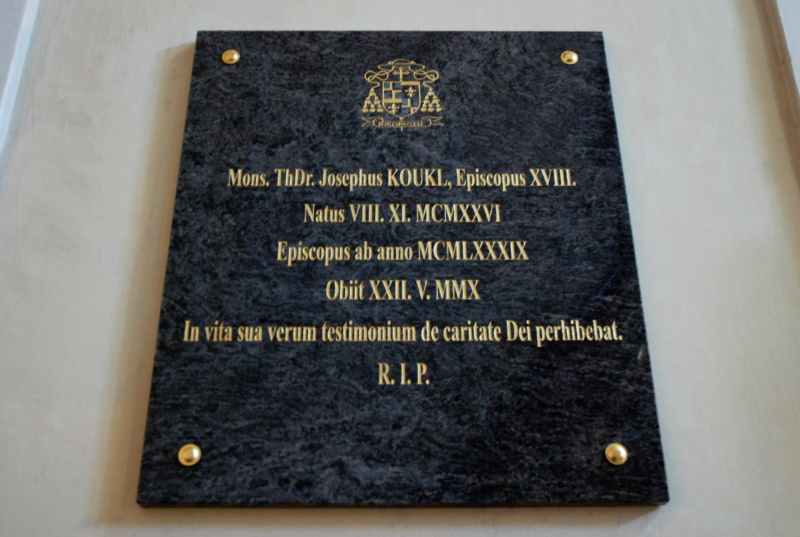 Mons. ThDr. Josephus KOUKL, Episcopus XVIII.
Natus VIII. XI. MCMXXVI
Episcopus ab anno MCMLXXXIX
Obiit XXII. V. MMX
In vita sua verum testimonium de caritate Dei perhibebat.
R. I. P.